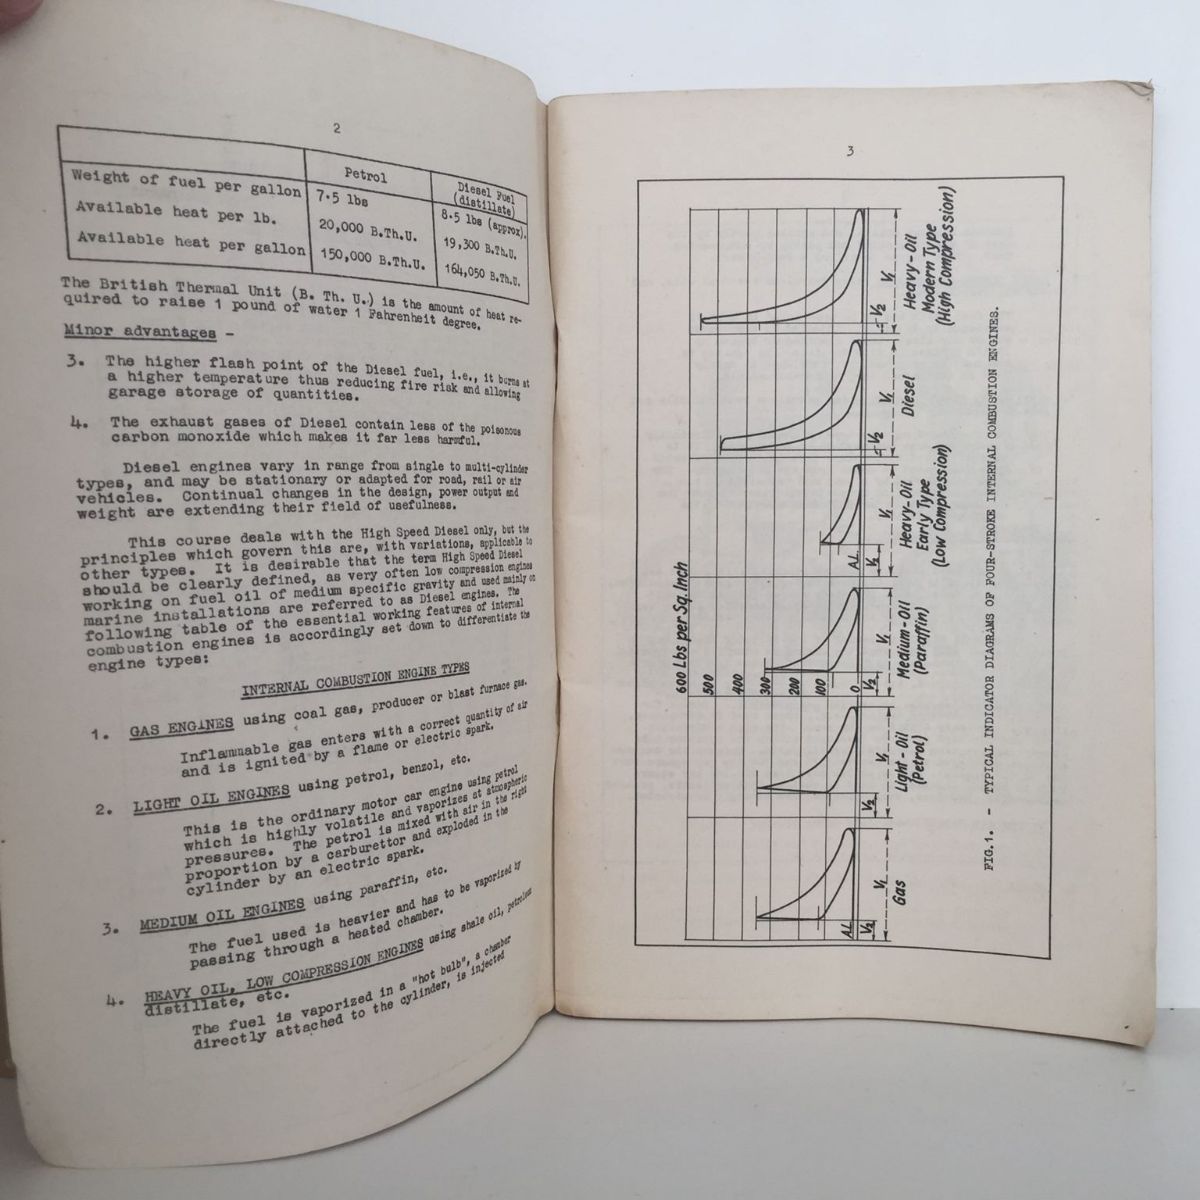 2
Petrol
Diesel Fuel
(distillate)
Weight of fuel per gallon 7·5 lbs 8·5 lbs (approx).
Available heat per lb. 20,000 B.Th.U. 19,300 B.Th.U.
Available heat per gallon 150,000 B.Th.U. 164,050 B.Th.U.
The British Thermal Unit (B. Th. U.) is the amount of heat re-
quired to raise 1 pound of water 1 Fahrenheit degree.
Minor advantages -
3. The higher flash point of the Diesel fuel, i.e., it burns at
a higher temperature thus reducing fire risk and allowing
garage storage of quantities.
4. The exhaust gases of Diesel contain less of the poisonous
carbon monoxide which makes it far less harmful.
Diesel engines vary in range from single to multi-cylinder
types, and may be stationary or adapted for road, rail or air
vehicles. Continual changes in the design, power output and
weight are extending their field of usefulness.
This course deals with the High Speed Diesel only, but the
principles which govern this are, with variations, applicable to
other types. It is desirable that the term High Speed Diesel
should be clearly defined, as very often low compression engines
working on fuel oil of medium specific gravity and used mainly on
marine installations are referred to as Diesel engines. The
following table of the essential working features of internal
combustion engines is accordingly set down to differentiate the
engine types:
INTERNAL COMBUSTION ENGINE TYPES
1. GAS ENGINES using coal gas, producer or blast furnace gas.
Inflammable gas enters with a correct quantity of air
and is ignited by a flame or electric spark.
2. LIGHT OIL ENGINES using petrol, benzol, etc.
This is the ordinary motor car engine using petrol
which is highly volatile and vaporizes at atmospheric
pressures. The petrol is mixed with air in the right
proportion by a carburettor and exploded in the
cylinder by an electric spark.
3. MEDIUM OIL ENGINES using paraffin, etc.
The fuel used is heavier and has to be vaporized by
passing through a heated chamber.
4. HEAVY OIL, LOW COMPRESSION ENGINES using shale oil, petroleum
distillate, etc.
The fuel is vaporized in a "hot bulb", a chamber
directly attached to the cylinder, is injected
3
600 Lbs per Sq. Inch
500
400
300
200
100
0
AL
V2
V1
Gas
V2
V1
Light-Oil
(Petrol)
V2
V1
Medium-Oil
(Paraffin)
AL
V2
V1
Heavy-Oil
Early Type
(Low Compression)
V2
V1
Diesel
V2
V1
Heavy-Oil
Modern Type
(High Compression)
FIG.1. - TYPICAL INDICATOR DIAGRAMS OF FOUR-STROKE INTERNAL COMBUSTION ENGINES.